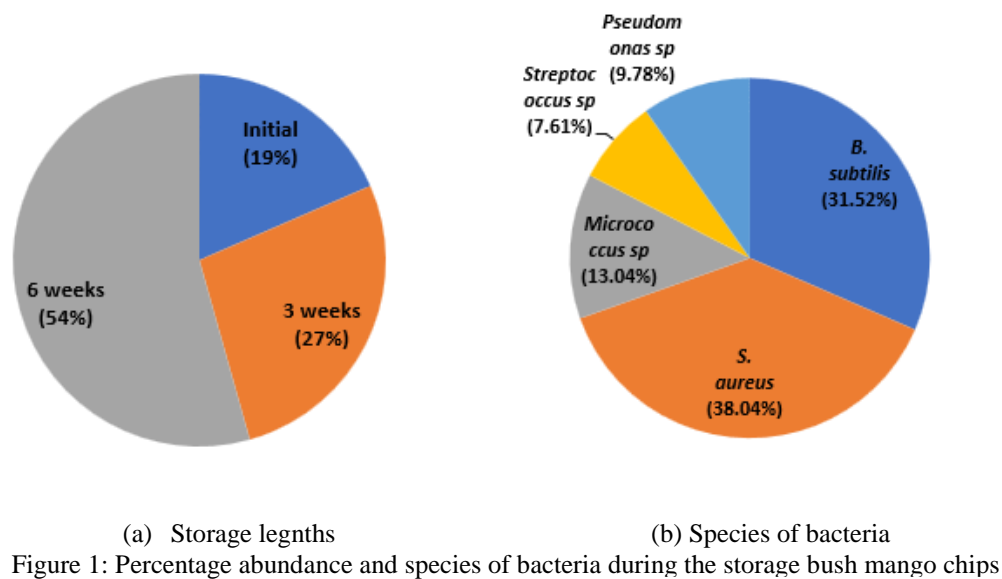 Initial
(19%)
3 weeks
(27%)
6 weeks
(54%)
Pseudom
onas sp
(9.78%)
Streptoc
occus sp
(7.61%)
B.
subtilis
(31.52%)
Microco
ccus sp
(13.04%)
S.
aureus
(38.04%)
(a) Storage legnths
(b) Species of bacteria
Figure 1: Percentage abundance and species of bacteria during the storage bush mango chips